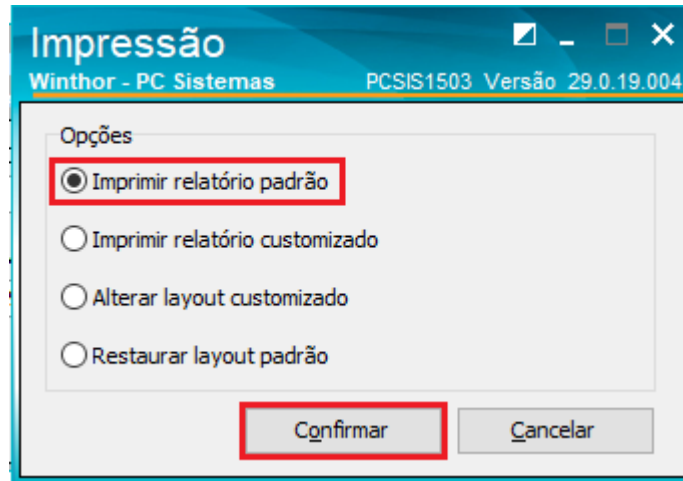 Impressão
Winthor - PC Sistemas PCSIS1503 Versão 29.0.19.004
Opções
Imprimir relatório padrão
Imprimir relatório customizado
Alterar layout customizado
Restaurar layout padrão
Confirmar Cancelar